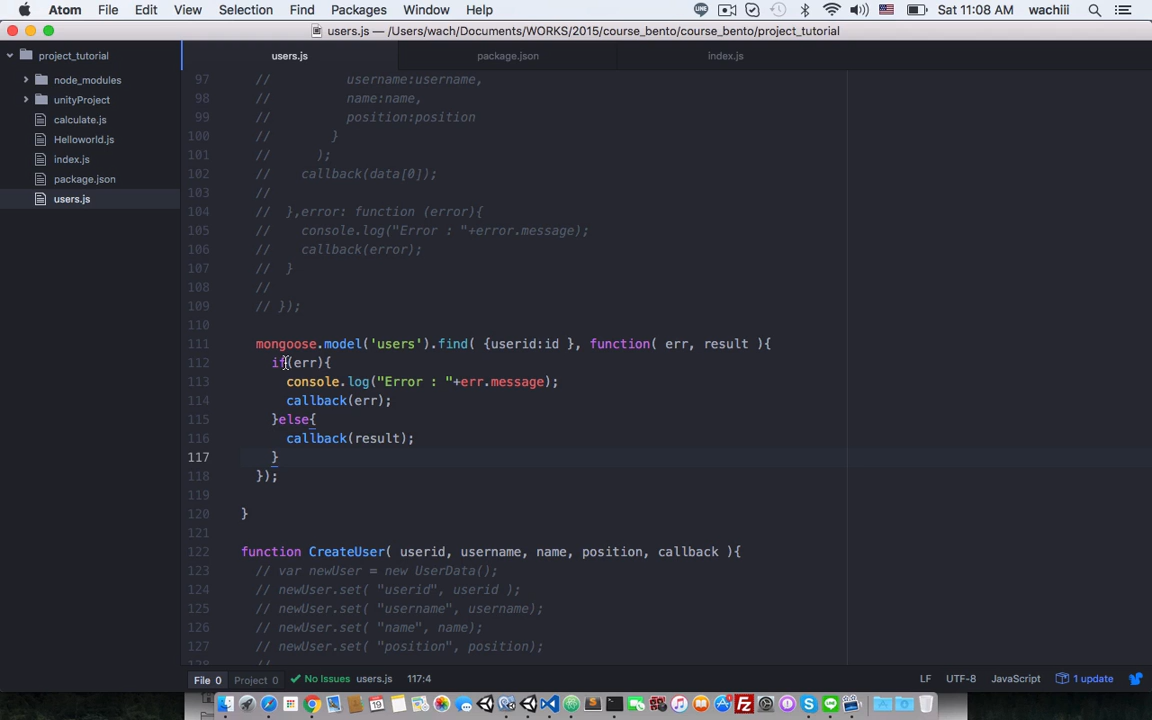 Atom File Edit View Selection Find Packages Window Help Sat 11:08 AM wachiii
users.js — /Users/wach/Documents/WORKS/2015/course_bento/course_bento/project_tutorial
project_tutorial
node_modules
unityProject
calculate.js
Helloworld.js
index.js
package.json
users.js
users.js package.json index.js
97 // username:username,
98 // name:name,
99 // position:position
100 // }
101 // );
102 // callback(data[0]);
103 //
104 // },error: function (error){
105 // console.log("Error : "+error.message);
106 // callback(error);
107 // }
108 //
109 // });
110
111 mongoose.model('users').find( {userid:id }, function( err, result ){
112 if(err){
113 console.log("Error : "+err.message);
114 callback(err);
115 }else{
116 callback(result);
117 }
118 });
119
120 }
121
122 function CreateUser( userid, username, name, position, callback ){
123 // var newUser = new UserData();
124 // newUser.set( "userid", userid );
125 // newUser.set( "username", username);
126 // newUser.set( "name", name);
127 // newUser.set( "position", position);
File 0 Project 0 No Issues users.js 117:4 LF UTF-8 JavaScript 1 update